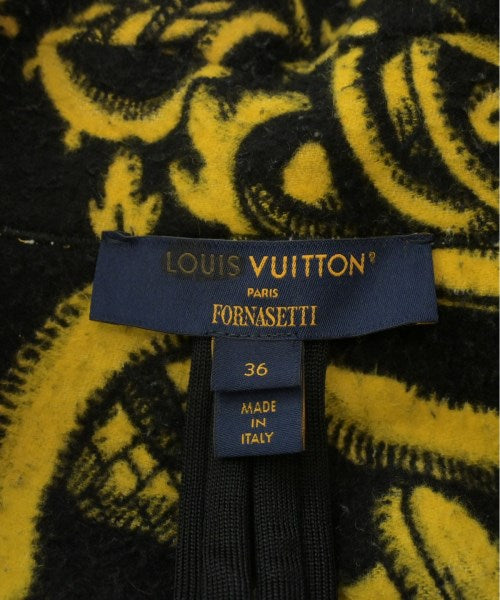 LOUIS VUITTON
PARIS
FORNASETTI
36
MADE
IN
ITALY